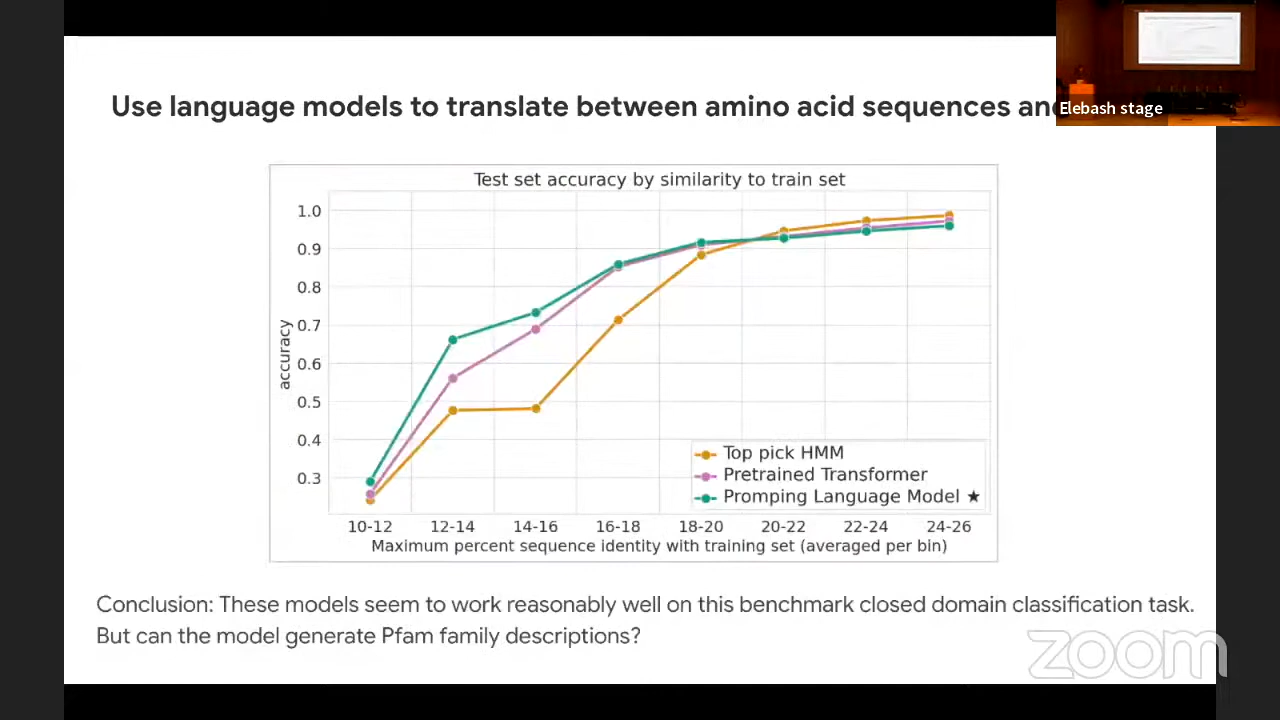 Use language models to translate between amino acid sequences and
Elebash stage
Test set accuracy by similarity to train set
1.0
0.9
0.8
0.7
0.6
0.5
0.4
0.3
accuracy
Top pick HMM
Pretrained Transformer
Promping Language Model ★
10-12 12-14 14-16 16-18 18-20 20-22 22-24 24-26
Maximum percent sequence identity with training set (averaged per bin)
Conclusion: These models seem to work reasonably well on this benchmark closed domain classification task.
But can the model generate Pfam family descriptions?
zoom